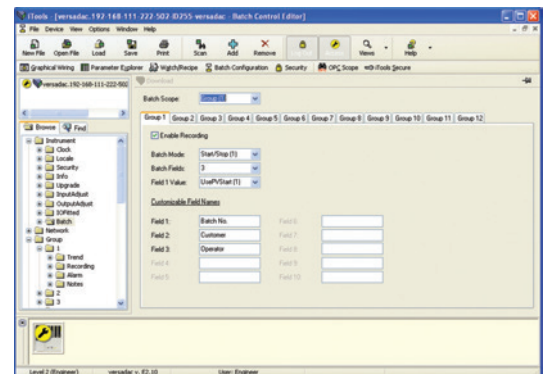 iTools - [versadac.192-168-111-222-502 ID255-versadac - Batch Control Editor]
File Device View Options Window Help
New File Open File Load Save Print Scan Add Remove Views Help
Graphical Wiring Parameter Explorer Watch/Recipe Batch Configuration Security OPC Scope iTools Secure
versadac.192-168-111-222-502
Download
Batch Scope: Group (1)
Browse Find
Group 1 Group 2 Group 3 Group 4 Group 5 Group 6 Group 7 Group 8 Group 9 Group 10 Group 11 Group 12
Instrument
Clock
Locale
Security
Info
Upgrade
InputAdjust
OutputAdjust
IOFitted
Batch
Network
Group
1
Trend
Recording
Alarm
Notes
2
3
Enable Recording
Batch Mode: Start/Stop (1)
Batch Fields: 3
Field 1 Value: UsePVStart (1)
Customizable Field Names
Field 1: Batch No. Field 6:
Field 2: Customer Field 7:
Field 3: Operator Field 8:
Field 4: Field 9:
Field 5: Field 10:
Level 2 (Engineer) versadac v. E2.10 User: Engineer